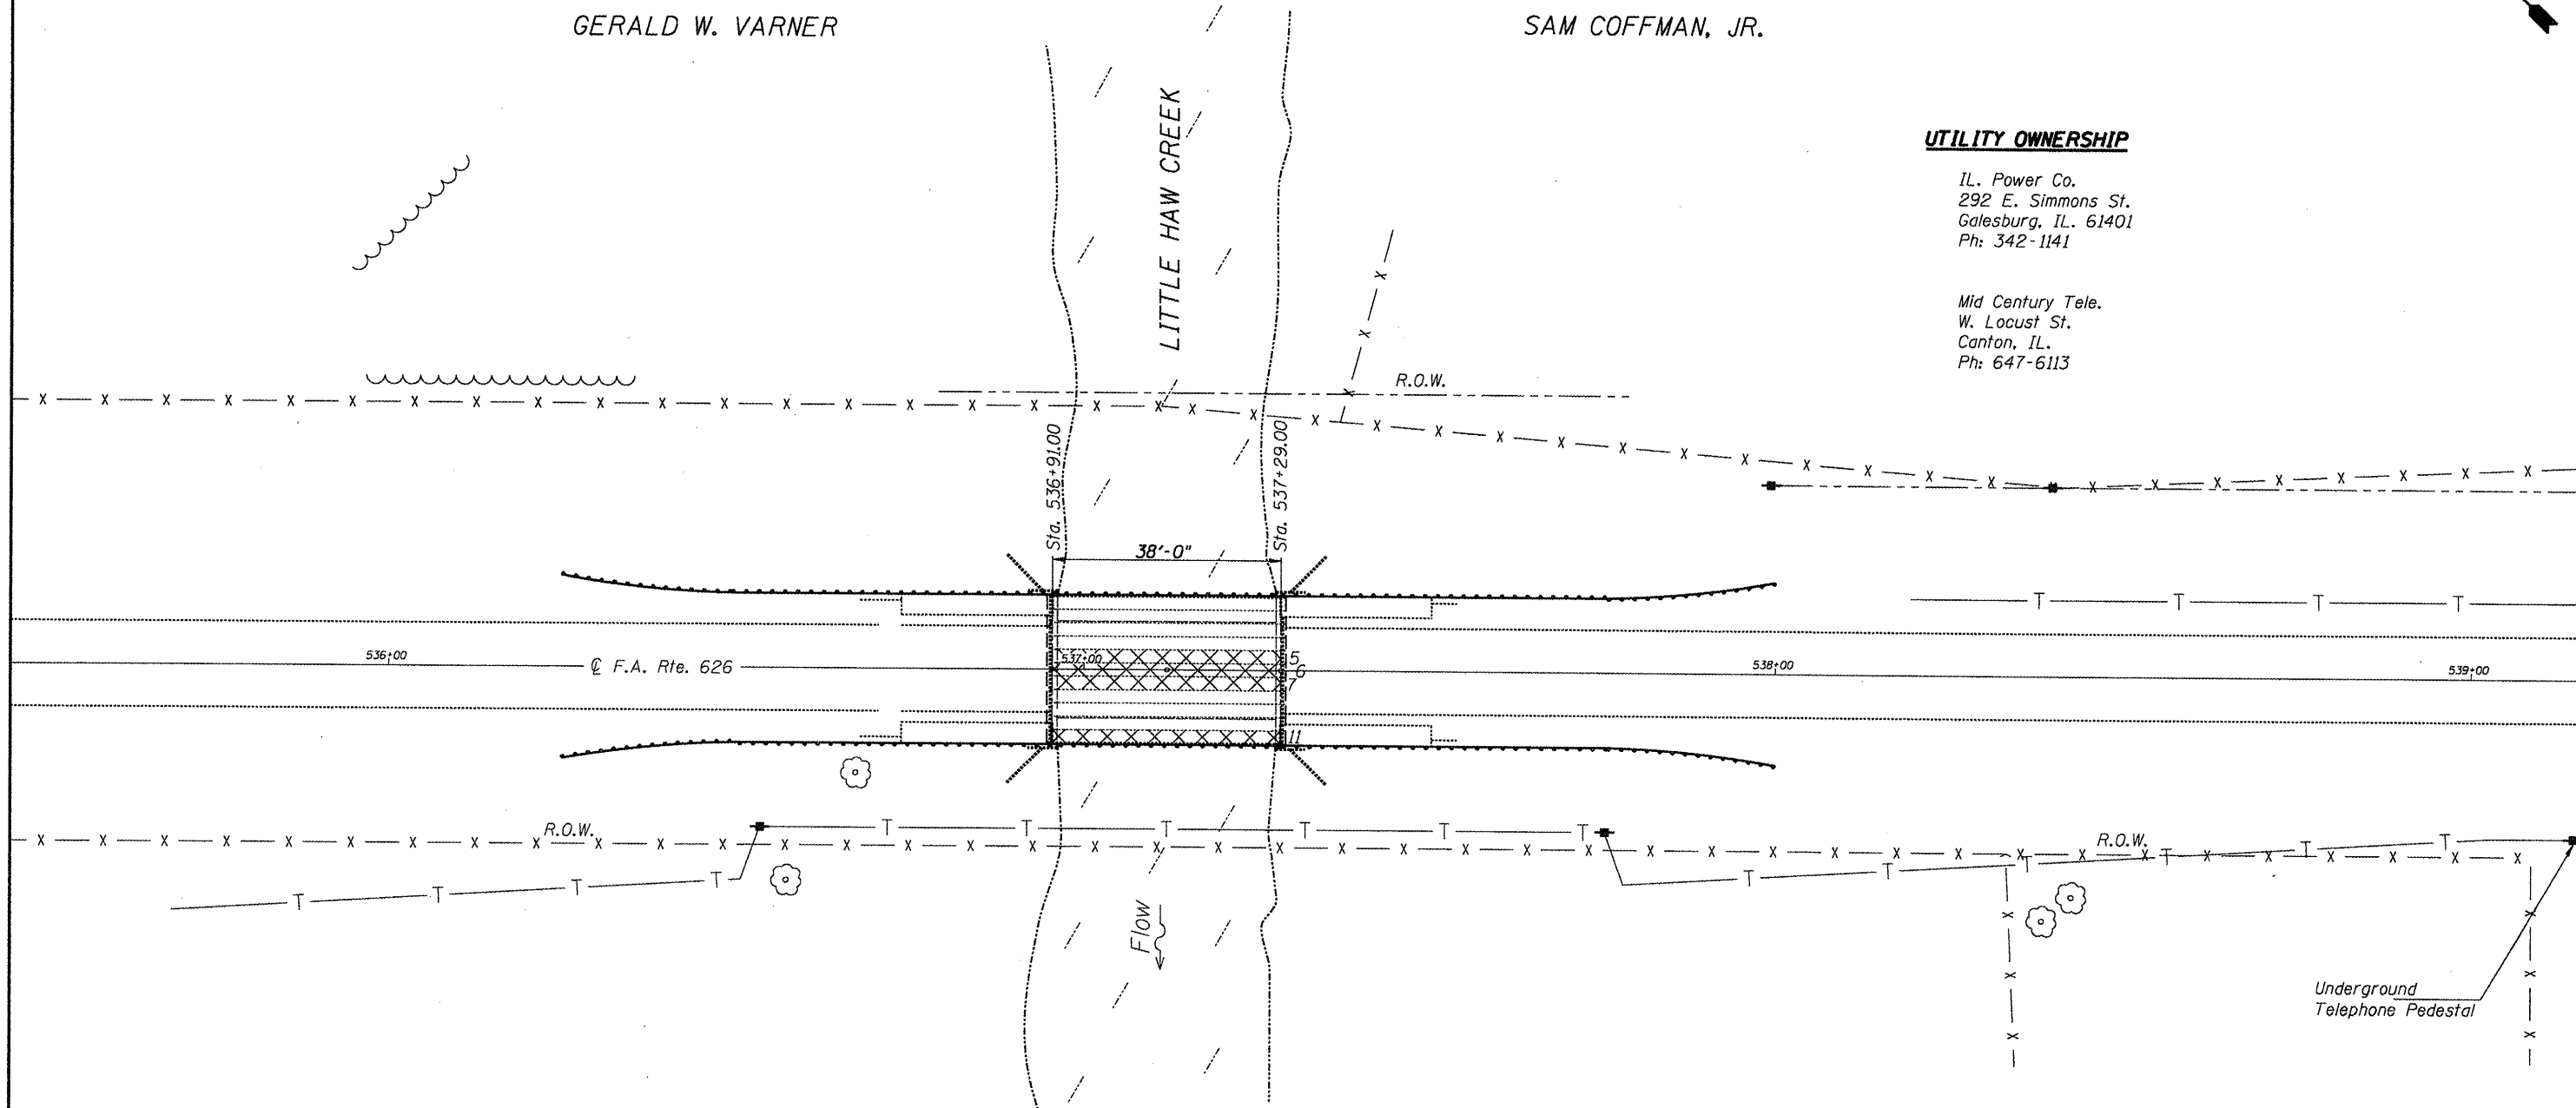 GERALD W. VARNER
SAM COFFMAN, JR.
LITTLE HAW CREEK
UTILITY OWNERSHIP
IL. Power Co.
292 E. Simmons St.
Galesburg, IL. 61401
Ph: 342-1141
Mid Century Tele.
W. Locust St.
Canton, IL.
Ph: 647-6113
R.O.W.
Sta. 536+91.00
Sta. 537+29.00
38'-0"
536+00
℄ F.A. Rte. 626
537+00
5
6
7
11
538+00
539+00
R.O.W.
R.O.W.
Flow
Underground
Telephone Pedestal